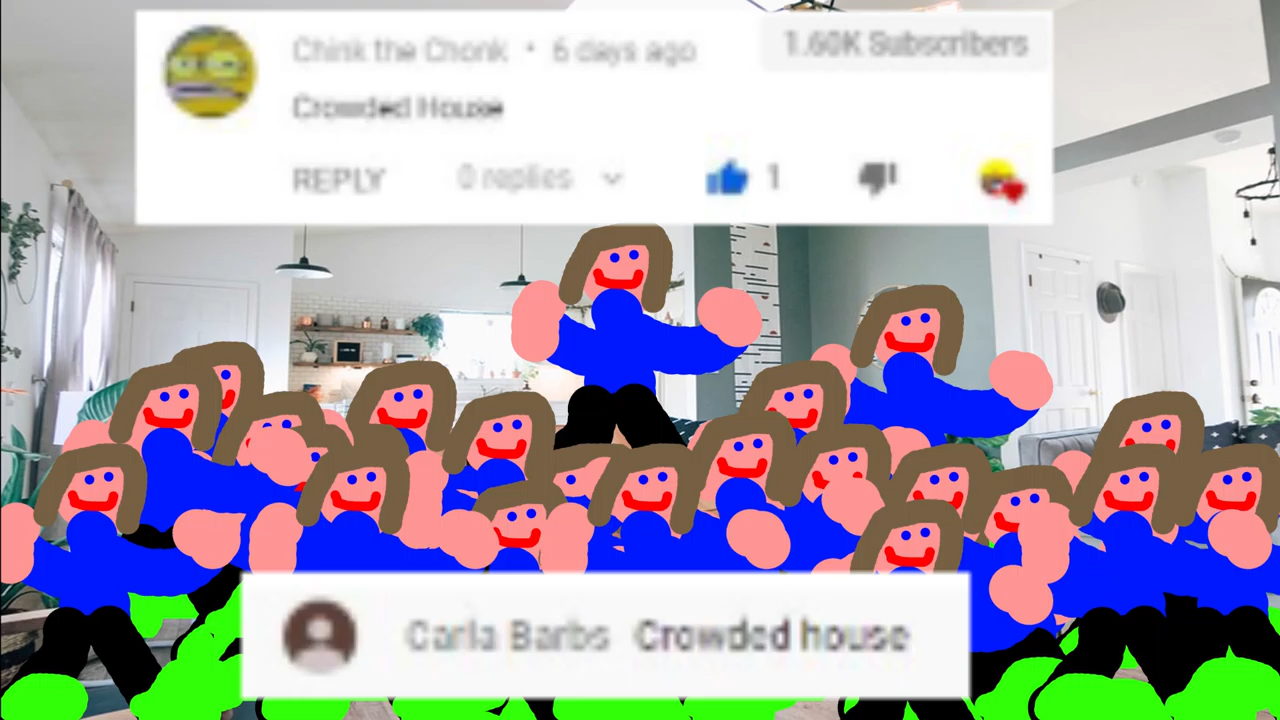 Chink the Chonk • 6 days ago
1.60K Subscribers
Crowded House
REPLY 0 replies 1
Carla Barbs Crowded house